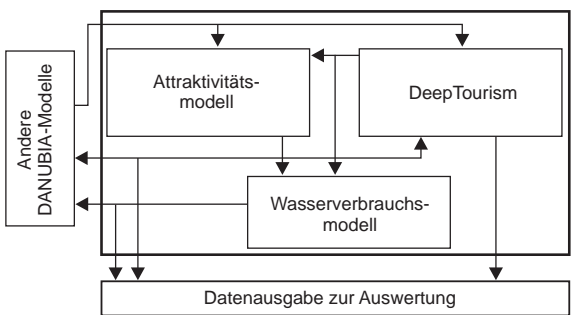 Andere
DANUBIA-Modelle
Attraktivitäts-
modell
DeepTourism
Wasserverbrauchs-
modell
Datenausgabe zur Auswertung